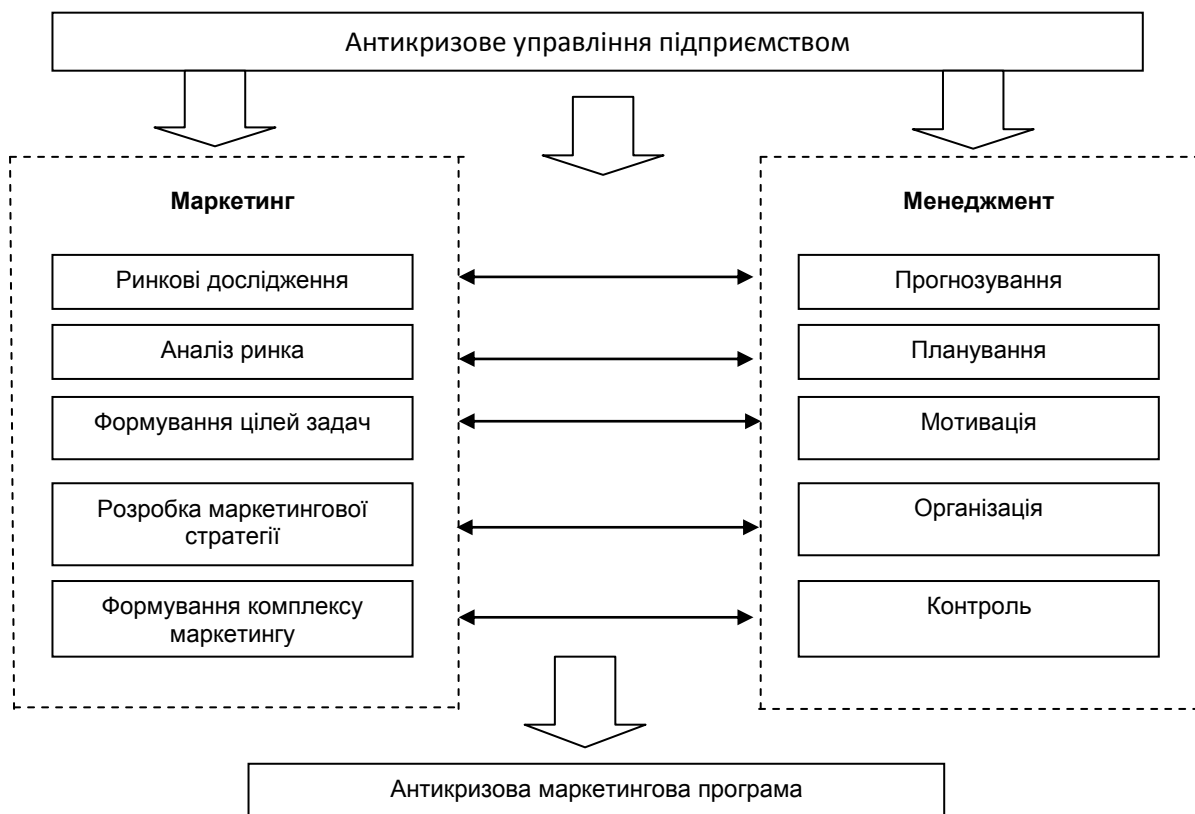 Антикризове управління підприємством
Маркетинг
Ринкові дослідження
Аналіз ринка
Формування цілей задач
Розробка маркетингової
стратегії
Формування комплексу
маркетингу
Менеджмент
Прогнозування
Планування
Мотивація
Організація
Контроль
Антикризова маркетингова програма